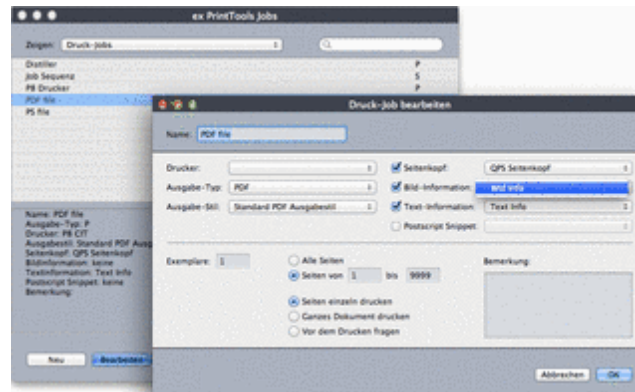 ex PrintTools Jobs
Zeigen: Druck-Jobs
Distiller P
Job Sequenz S
PB Drucker P
PDF file
PS file
Name: PDF file
Ausgabe-Typ: P
Drucker: PB CIT
Ausgabestil: Standard PDF Ausg
Seitenkopf: QPS Seitenkopf
Bildinformation: keine
Textinformation: Text Info
Postscript Snippet: keine
Bemerkung:
Neu Bearbeiten
Druck-Job bearbeiten
Name: PDF file
Drucker: Seitenkopf: QPS Seitenkopf
Ausgabe-Typ: PDF Bild-Information:
Ausgabe-Stil: Standard PDF Ausgabestil Text-Information: Text Info
Postscript Snippet:
Exemplare: 1 Alle Seiten Bemerkung:
Seiten von 1 bis 9999
Seiten einzeln drucken
Ganzes Dokument drucken
Vor dem Drucken fragen
Abbrechen OK